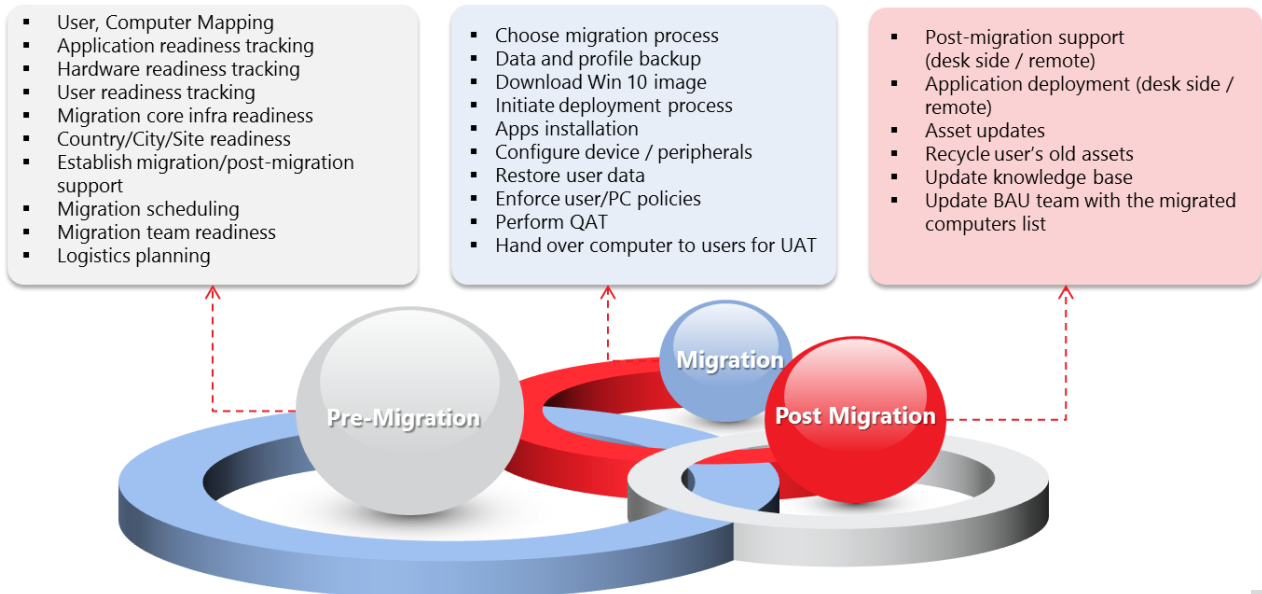 ▪ User, Computer Mapping
▪ Application readiness tracking
▪ Hardware readiness tracking
▪ User readiness tracking
▪ Migration core infra readiness
▪ Country/City/Site readiness
▪ Establish migration/post-migration
support
▪ Migration scheduling
▪ Migration team readiness
▪ Logistics planning
▪ Choose migration process
▪ Data and profile backup
▪ Download Win 10 image
▪ Initiate deployment process
▪ Apps installation
▪ Configure device / peripherals
▪ Restore user data
▪ Enforce user/PC policies
▪ Perform QAT
▪ Hand over computer to users for UAT
▪ Post-migration support
(desk side / remote)
▪ Application deployment (desk side /
remote)
▪ Asset updates
▪ Recycle user's old assets
▪ Update knowledge base
▪ Update BAU team with the migrated
computers list
Pre-Migration
Migration
Post Migration